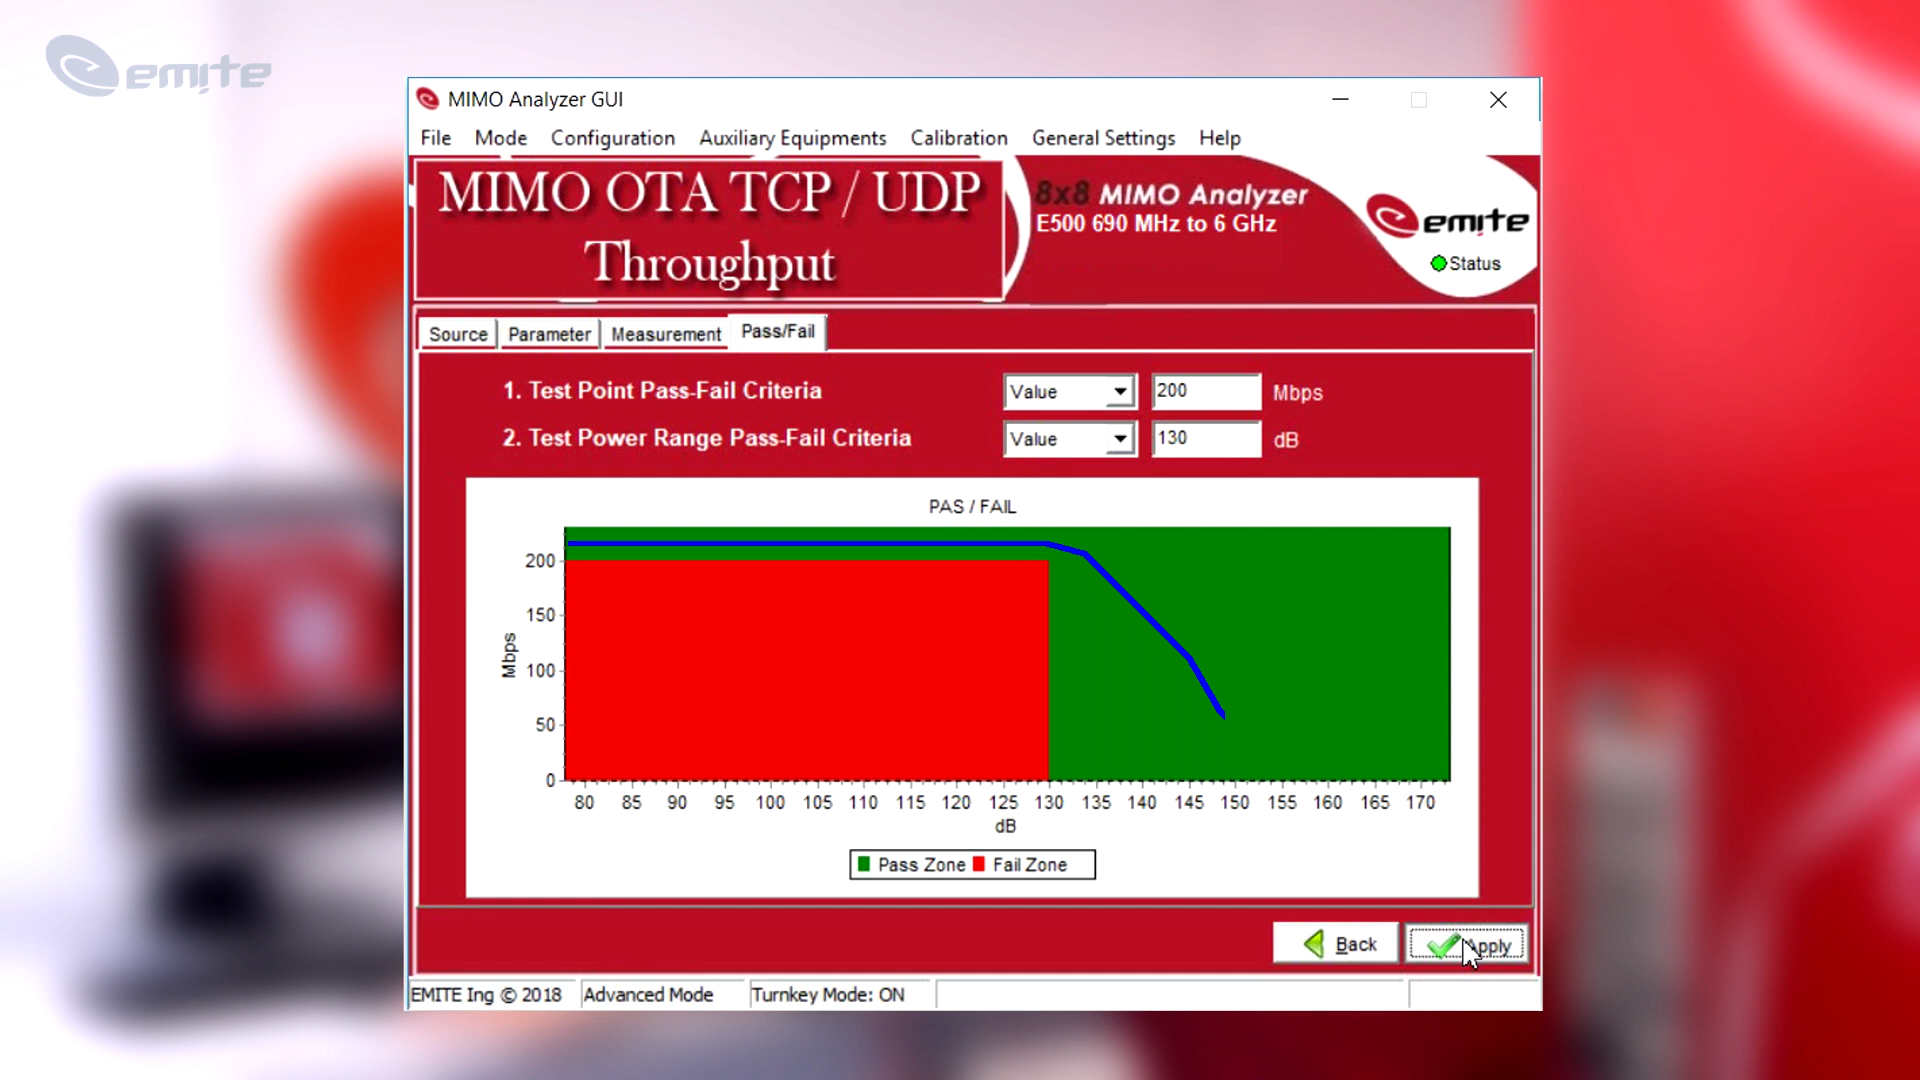 emite
MIMO Analyzer GUI
File Mode Configuration Auxiliary Equipments Calibration General Settings Help
MIMO OTA TCP / UDP
Throughput
8x8 MIMO Analyzer
E500 690 MHz to 6 GHz
emite
Status
Source Parameter Measurement Pass/Fail
1. Test Point Pass-Fail Criteria Value 200 Mbps
2. Test Power Range Pass-Fail Criteria Value 130 dB
PAS / FAIL
200
150
100
50
0
Mbps
80 85 90 95 100 105 110 115 120 125 130 135 140 145 150 155 160 165 170
dB
Pass Zone Fail Zone
Back Apply
EMITE Ing © 2018 Advanced Mode Turnkey Mode: ON